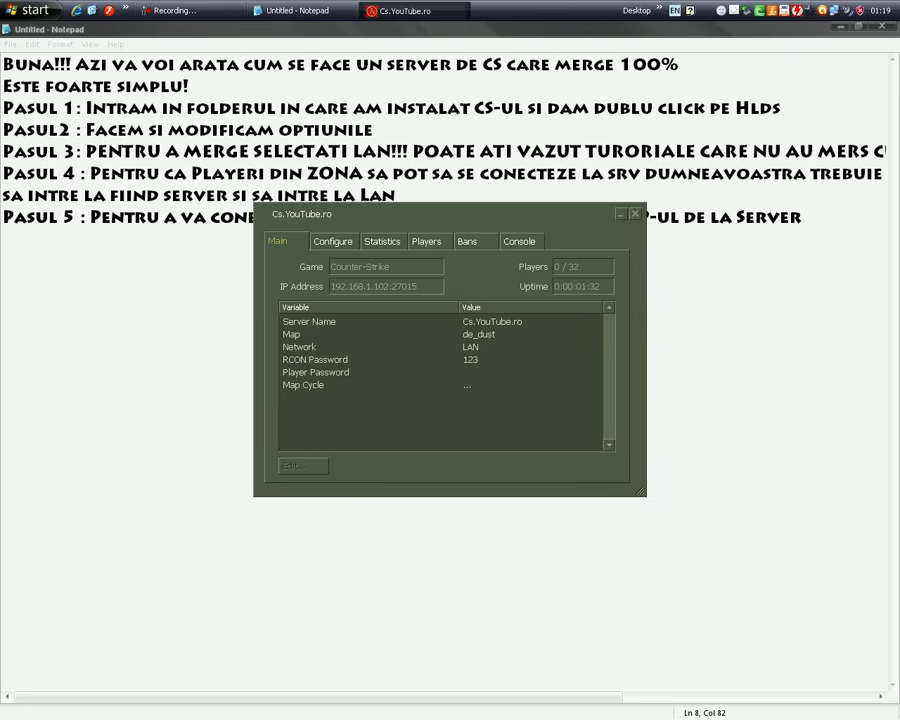 start
Recording...
Untitled - Notepad
Cs.YouTube.ro
Desktop
EN
01:19
Untitled - Notepad
File Edit Format View Help
Buna!!! Azi va voi arata cum se face un server de CS care merge 100%
Este foarte simplu!
Pasul 1 : Intram in folderul in care am instalat CS-ul si dam dublu click pe Hlds
Pasul2 : Facem si modificam optiunile
Pasul 3: PENTRU A MERGE SELECTATI LAN!!! POATE ATI VAZUT TURORIALE CARE NU AU MERS
Pasul 4 : Pentru ca Playeri din ZONA sa pot sa se conecteze la srv dumneavoastra trebuie
sa intre la fiind server si sa intre la Lan
Pasul 5 : Pentru a va
-ul de la Server
Cs.YouTube.ro
Main Configure Statistics Players Bans Console
Game Counter-Strike Players 0 / 32
IP Address 192.168.1.102:27015 Uptime 0:00:01:32
Variable Value
Server Name Cs.YouTube.ro
Map de_dust
Network LAN
RCON Password 123
Player Password
Map Cycle ...
Edit...
Ln 8, Col 82